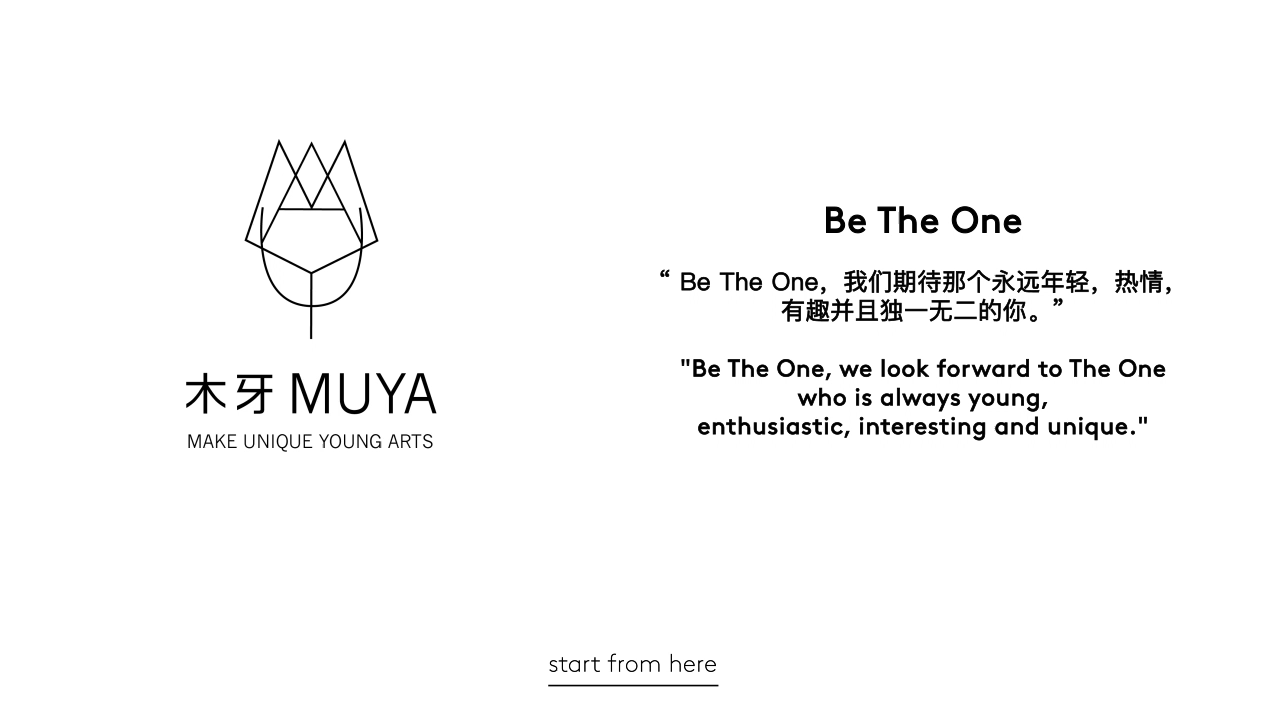 木牙 MUYA
MAKE UNIQUE YOUNG ARTS
Be The One
“ Be The One，我们期待那个永远年轻，热情，
有趣并且独一无二的你。”
"Be The One, we look forward to The One
who is always young,
enthusiastic, interesting and unique."
start from here